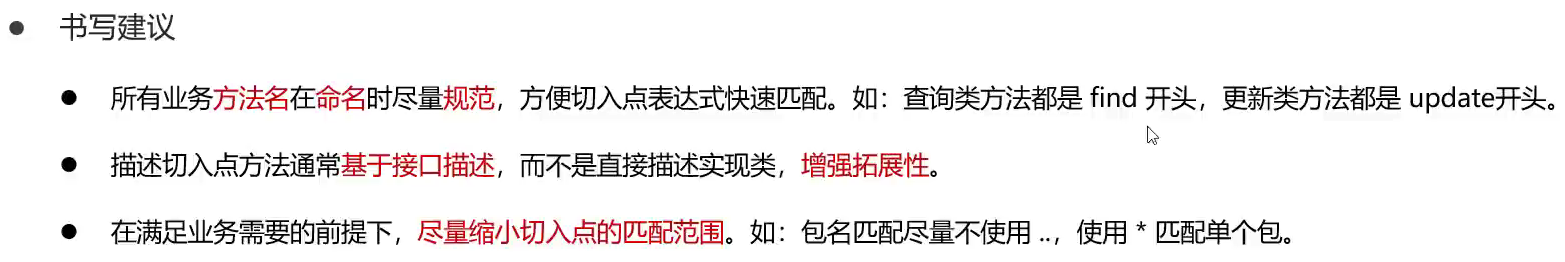 书写建议
所有业务方法名在命名时尽量规范，方便切入点表达式快速匹配。如：查询类方法都是 find 开头，更新类方法都是 update开头。
描述切入点方法通常基于接口描述，而不是直接描述实现类，增强拓展性。
在满足业务需要的前提下，尽量缩小切入点的匹配范围。如：包名匹配尽量不使用 ..，使用 * 匹配单个包。